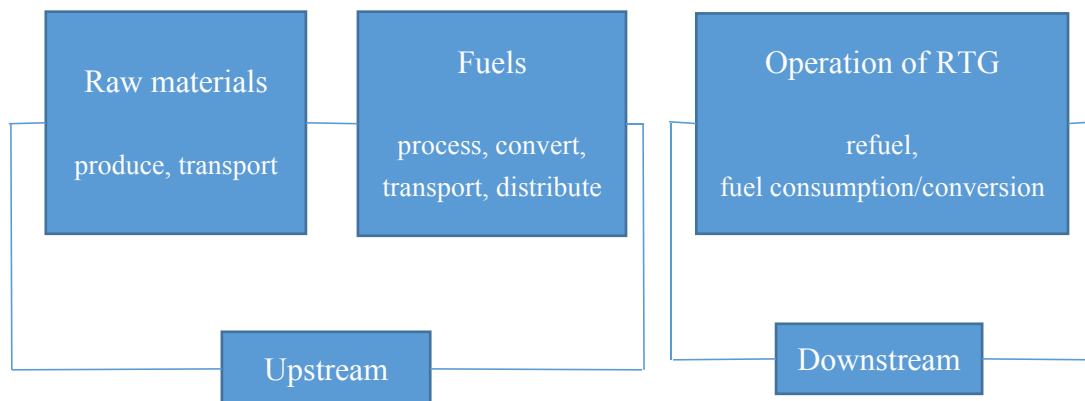 Raw materials
produce, transport
Fuels
process, convert,
transport, distribute
Operation of RTG
refuel,
fuel consumption/conversion
Upstream
Downstream